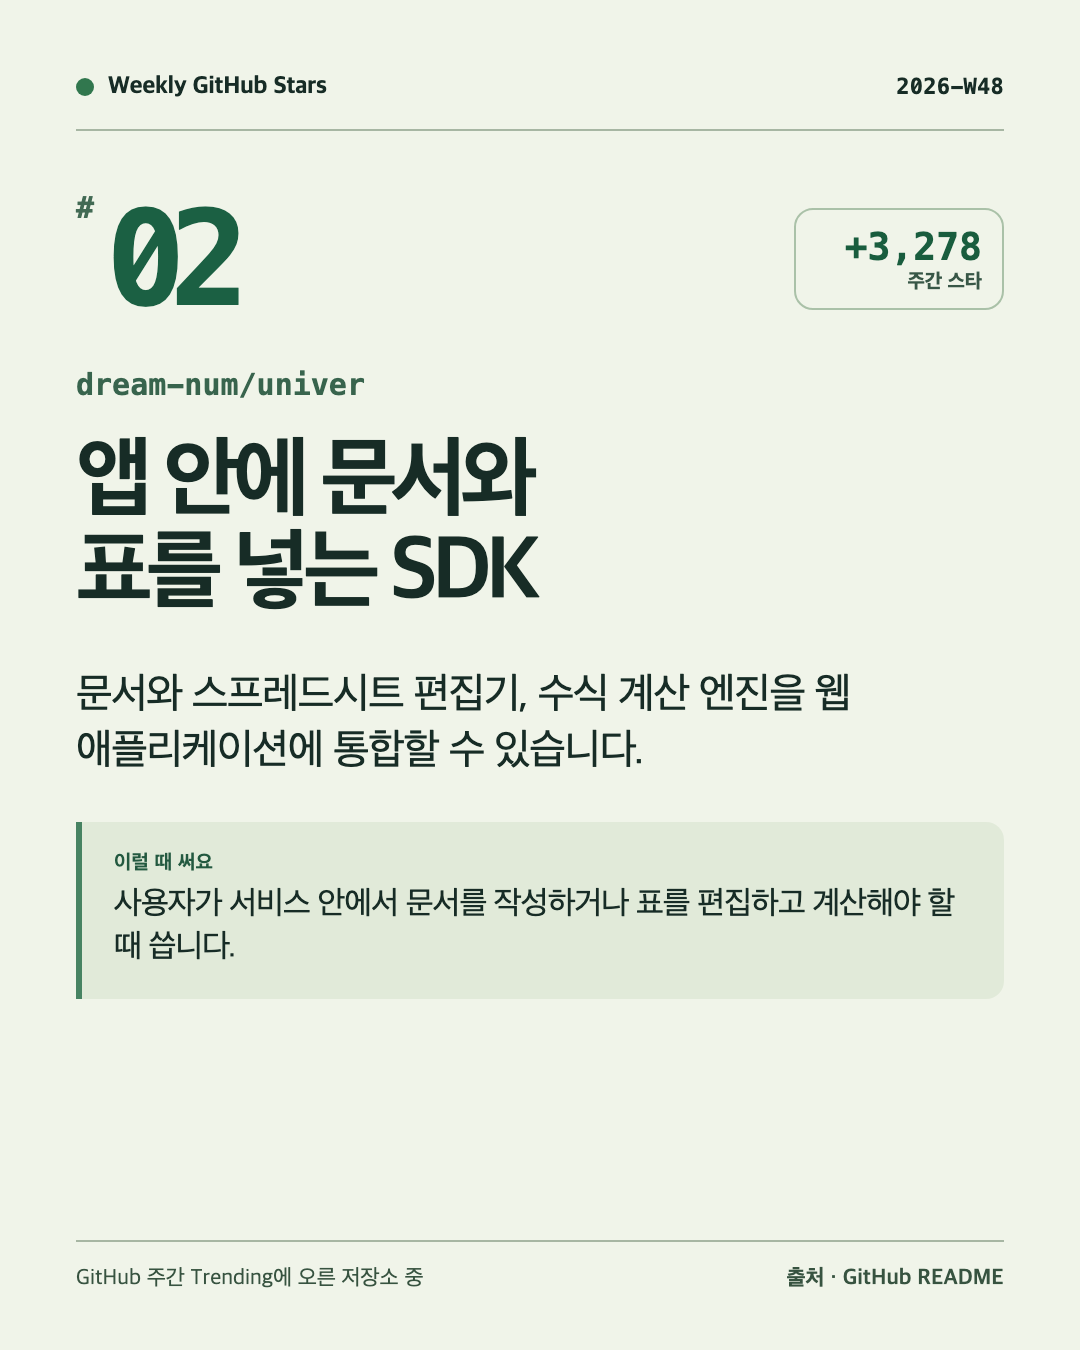 Weekly GitHub Stars
2026-W48
#02
+3,278
주간 스타
dream-num/univer
앱 안에 문서와
표를 넣는 SDK
문서와 스프레드시트 편집기, 수식 계산 엔진을 웹
애플리케이션에 통합할 수 있습니다.
이럴 때 써요
사용자가 서비스 안에서 문서를 작성하거나 표를 편집하고 계산해야 할
때 씁니다.
GitHub 주간 Trending에 오른 저장소 중
출처 · GitHub README